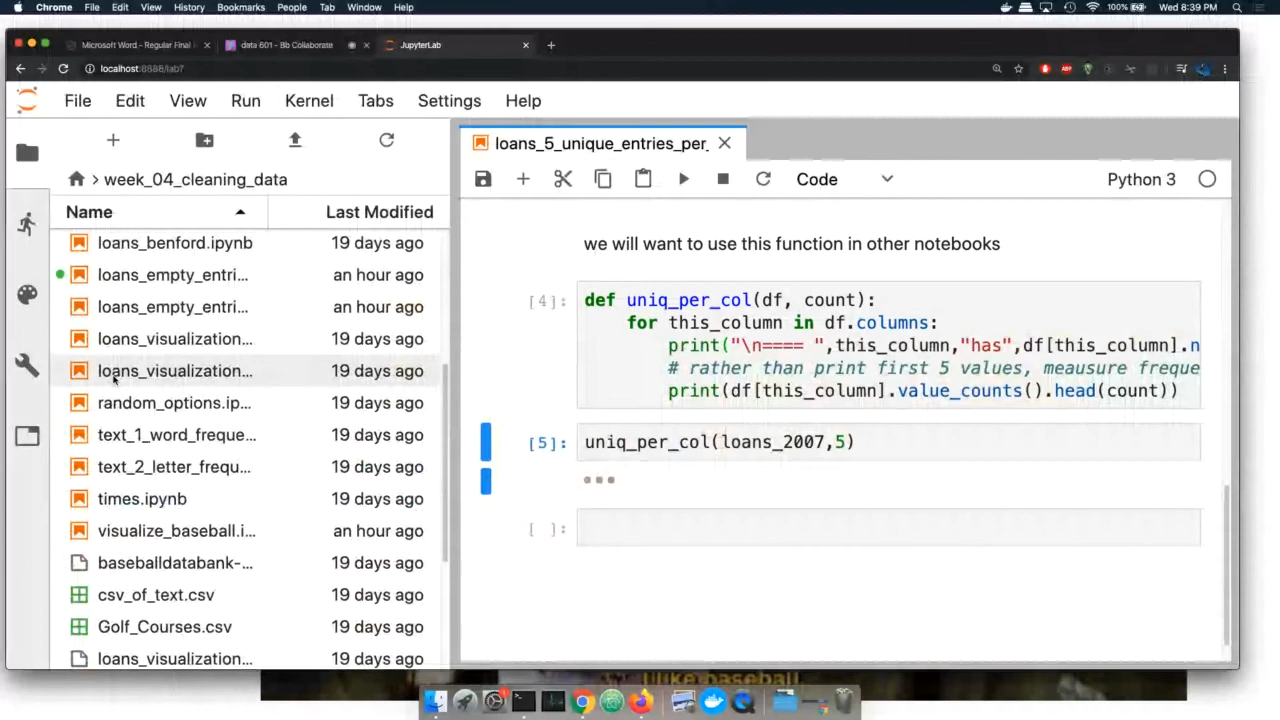 Chrome File Edit View History Bookmarks People Tab Window Help 100% Wed 8:39 PM
Microsoft Word - Regular Final data 601 - Bb Collaborate JupyterLab
localhost:8888/lab?
File Edit View Run Kernel Tabs Settings Help
loans_5_unique_entries_per_
week_04_cleaning_data
Code Python 3
Name Last Modified
loans_benford.ipynb 19 days ago
loans_empty_entri... an hour ago
loans_empty_entri... an hour ago
loans_visualization... 19 days ago
loans_visualization... 19 days ago
random_options.ip... 19 days ago
text_1_word_freque... 19 days ago
text_2_letter_frequ... 19 days ago
times.ipynb 19 days ago
visualize_baseball.i... an hour ago
baseballdatabank-... 19 days ago
csv_of_text.csv 19 days ago
Golf_Courses.csv 19 days ago
loans_visualization... 19 days ago
we will want to use this function in other notebooks
[4]: def uniq_per_col(df, count):
for this_column in df.columns:
print("\n==== ",this_column,"has",df[this_column].n
# rather than print first 5 values, meausure freque
print(df[this_column].value_counts().head(count))
[5]: uniq_per_col(loans_2007,5)
[ ]:
I like baseball